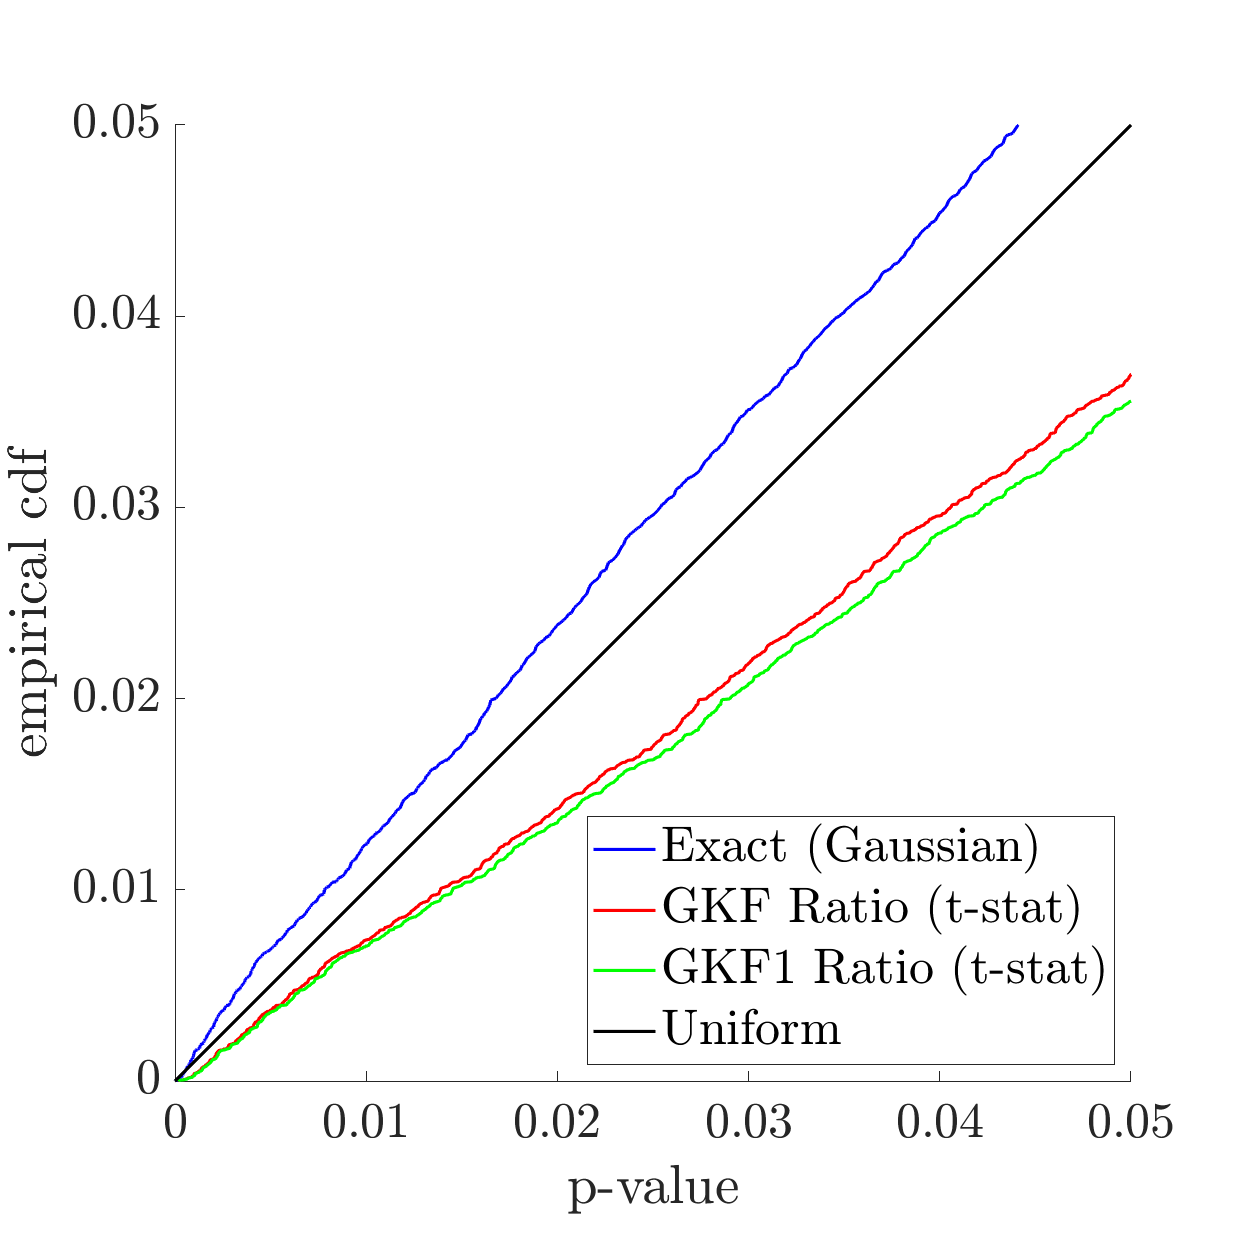 0.05
0.04
0.03
0.02
0.01
0
empirical cdf
Exact (Gaussian)
GKF Ratio (t-stat)
GKF1 Ratio (t-stat)
Uniform
0 0.01 0.02 0.03 0.04 0.05
p-value